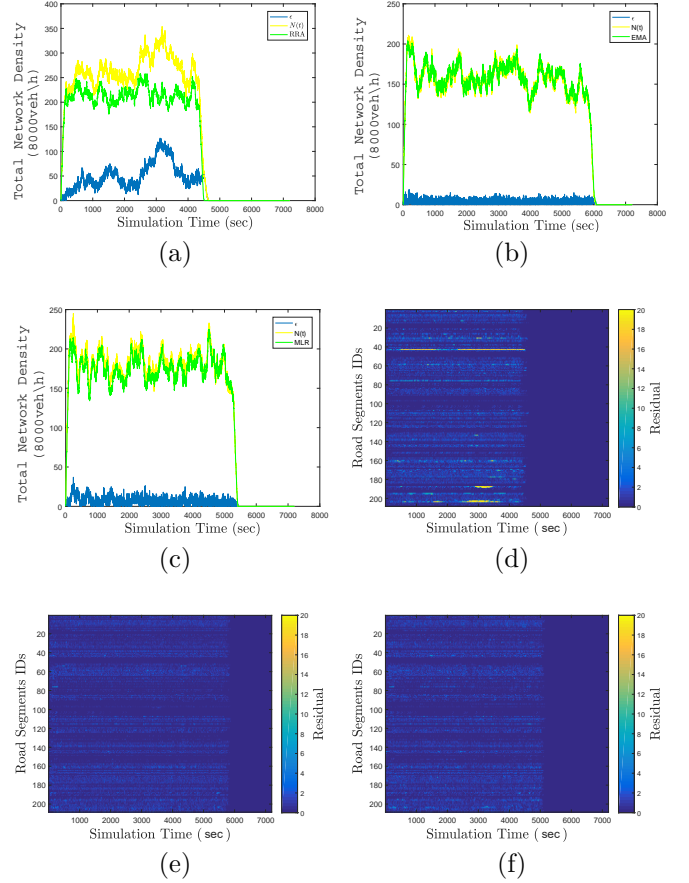 Total Network Density
(8000veh\h)
400
350
300
250
200
150
100
50
0
0 1000 2000 3000 4000 5000 6000 7000 8000
Simulation Time (sec)
ϵ
N(t)
RRA
(a)
Total Network Density
(8000veh\h)
250
200
150
100
50
0
0 1000 2000 3000 4000 5000 6000 7000 8000
Simulation Time (sec)
ϵ
N(t)
EMA
(b)
Total Network Density
(8000veh\h)
250
200
150
100
50
0
0 1000 2000 3000 4000 5000 6000 7000 8000
Simulation Time (sec)
ϵ
N(t)
MLR
(c)
Road Segments IDs
20
40
60
80
100
120
140
160
180
200
1000 2000 3000 4000 5000 6000 7000
Simulation Time (sec)
20
18
16
14
12
10
8
6
4
2
0
Residual
(d)
Road Segments IDs
20
40
60
80
100
120
140
160
180
200
1000 2000 3000 4000 5000 6000 7000
Simulation Time (sec)
20
18
16
14
12
10
8
6
4
2
0
Residual
(e)
Road Segments IDs
20
40
60
80
100
120
140
160
180
200
1000 2000 3000 4000 5000 6000 7000
Simulation Time (sec)
20
18
16
14
12
10
8
6
4
2
0
Residual
(f)